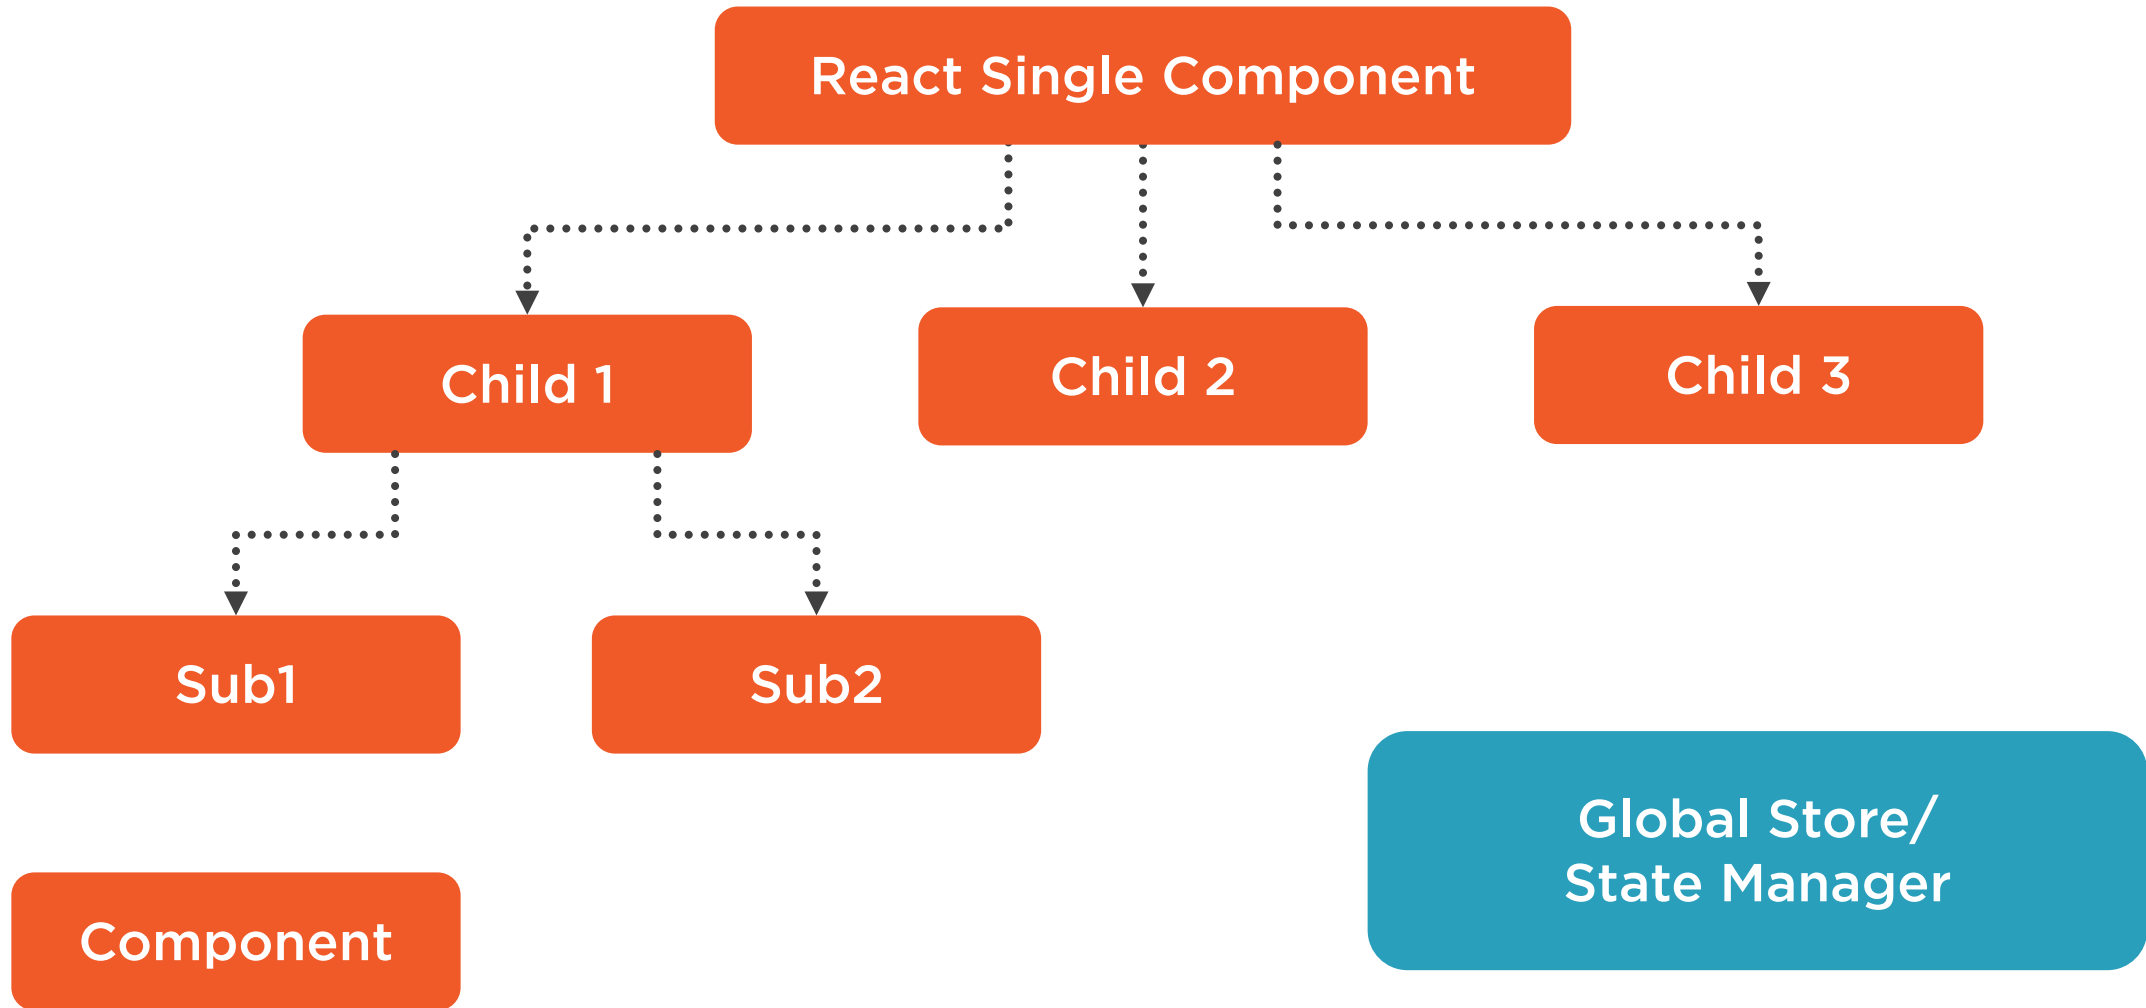 React Single Component
Child 1
Child 2
Child 3
Sub1
Sub2
Global Store/
State Manager
Component